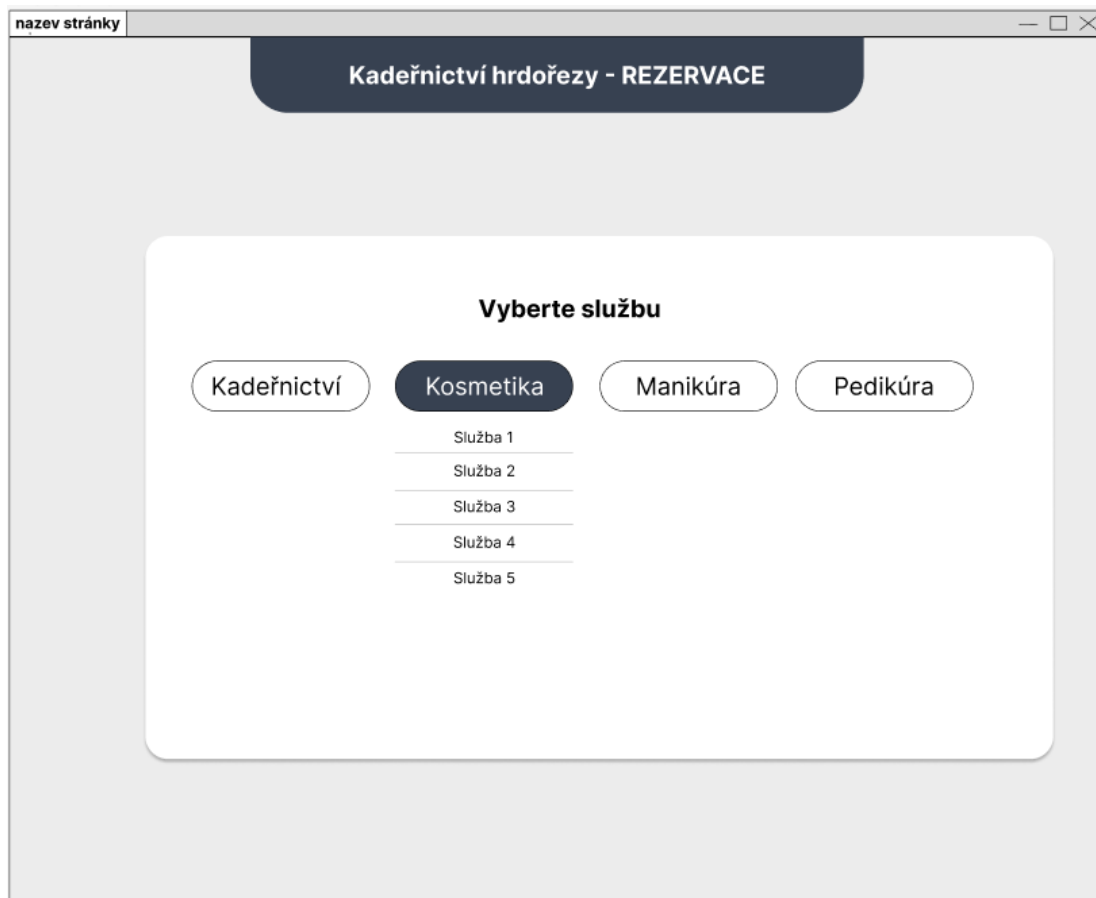 nazev stránky
Kadeřnictví hrdořezy - REZERVACE
Vyberte službu
Kadeřnictví Kosmetika Manikúra Pedikúra
Služba 1
Služba 2
Služba 3
Služba 4
Služba 5